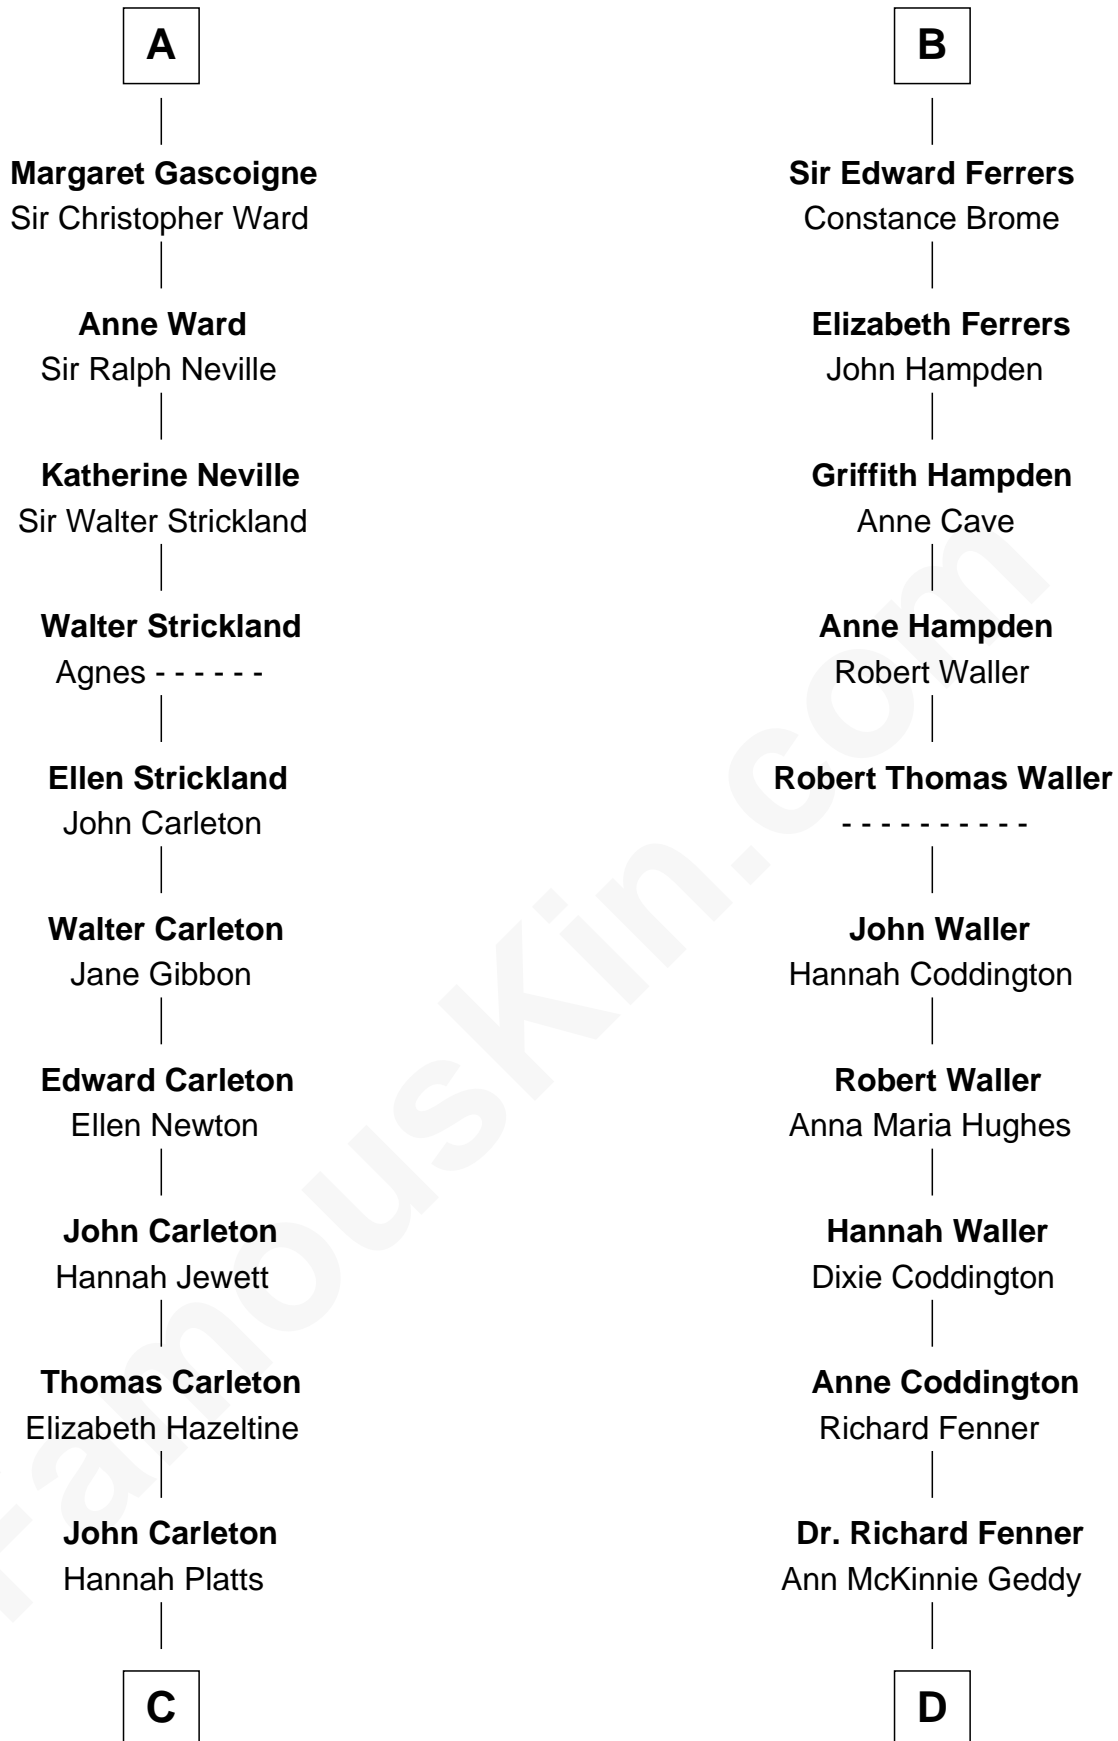 A
Margaret Gascoigne
Sir Christopher Ward
Anne Ward
Sir Ralph Neville
Katherine Neville
Sir Walter Strickland
Walter Strickland
Agnes - - - - - -
Ellen Strickland
John Carleton
Walter Carleton
Jane Gibbon
Edward Carleton
Ellen Newton
John Carleton
Hannah Jewett
Thomas Carleton
Elizabeth Hazeltine
John Carleton
Hannah Platts
C
B
Sir Edward Ferrers
Constance Brome
Elizabeth Ferrers
John Hampden
Griffith Hampden
Anne Cave
Anne Hampden
Robert Waller
Robert Thomas Waller
- - - - - - - - - -
John Waller
Hannah Coddington
Robert Waller
Anna Maria Hughes
Hannah Waller
Dixie Coddington
Anne Coddington
Richard Fenner
Dr. Richard Fenner
Ann McKinnie Geddy
D
FamousKin.com